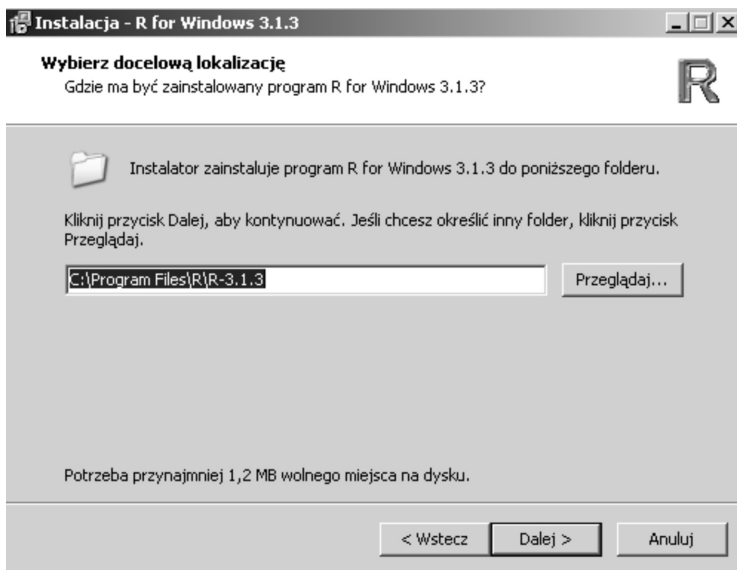 Instalacja - R for Windows 3.1.3
Wybierz docelową lokalizację
Gdzie ma być zainstalowany program R for Windows 3.1.3?
R
Instalator zainstaluje program R for Windows 3.1.3 do poniższego folderu.
Kliknij przycisk Dalej, aby kontynuować. Jeśli chcesz określić inny folder, kliknij przycisk
Przeglądaj.
C:\Program Files\R\R-3.1.3 Przeglądaj...
Potrzeba przynajmniej 1,2 MB wolnego miejsca na dysku.
< Wstecz Dalej > Anuluj